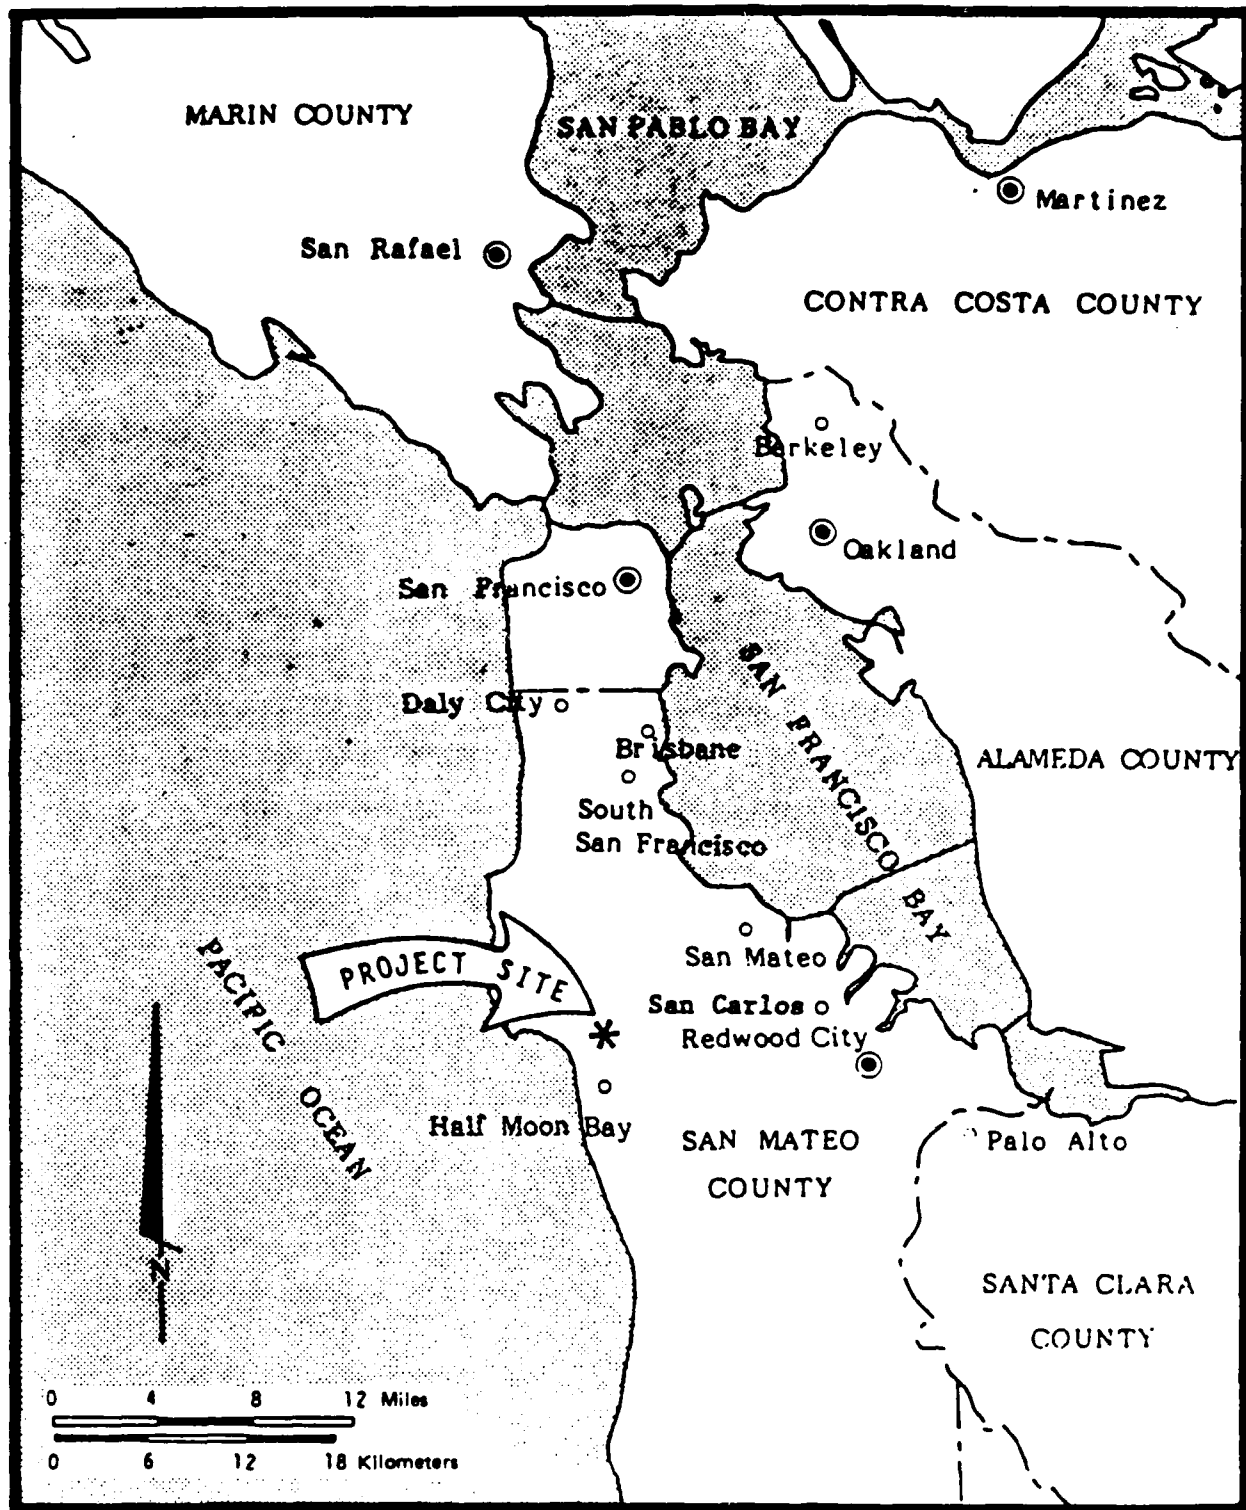 MARIN COUNTY
SAN PABLO BAY
Martinez
San Rafael
CONTRA COSTA COUNTY
Berkeley
Oakland
San Francisco
SAN FRANCISCO BAY
Daly City
Brisbane
ALAMEDA COUNTY
South
San Francisco
PACIFIC OCEAN
PROJECT SITE
San Mateo
San Carlos
Redwood City
Half Moon Bay
SAN MATEO
COUNTY
Palo Alto
SANTA CLARA
COUNTY
N
0 4 8 12 Miles
0 6 12 18 Kilometers